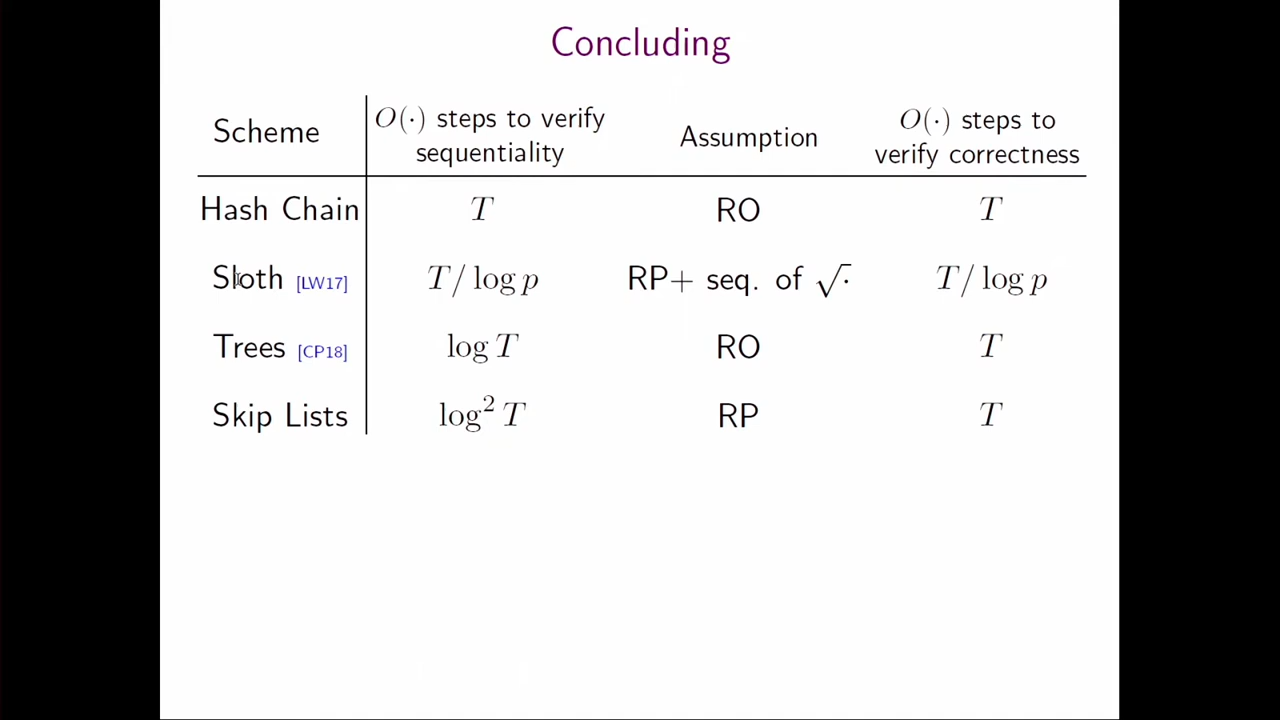 Concluding
Scheme O(·) steps to verify sequentiality Assumption O(·) steps to verify correctness
Hash Chain T RO T
Sloth [LW17] T/ log p RP+ seq. of √· T/ log p
Trees [CP18] log T RO T
Skip Lists log² T RP T